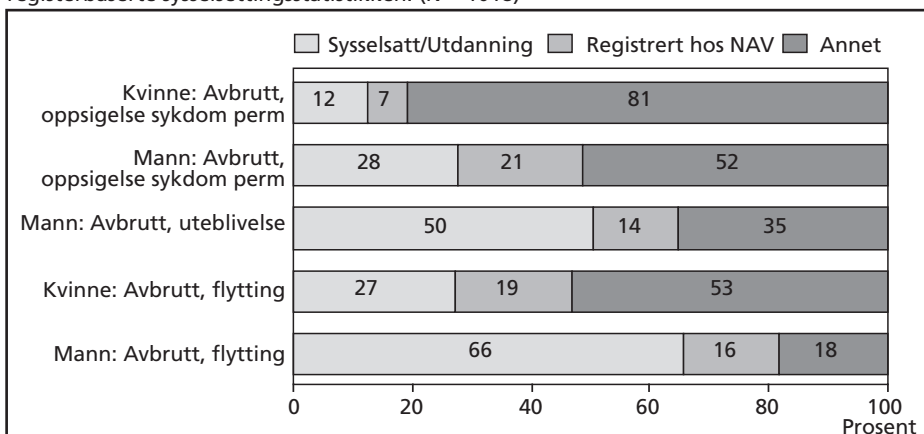 Sysselsatt/Utdanning Registrert hos NAV Annet
Kvinne: Avbrutt,
oppsigelse sykdom perm
12 7 81
Mann: Avbrutt,
oppsigelse sykdom perm
28 21 52
Mann: Avbrutt, uteblivelse
50 14 35
Kvinne: Avbrutt, flytting
27 19 53
Mann: Avbrutt, flytting
66 16 18
0 20 40 60 80 100
Prosent